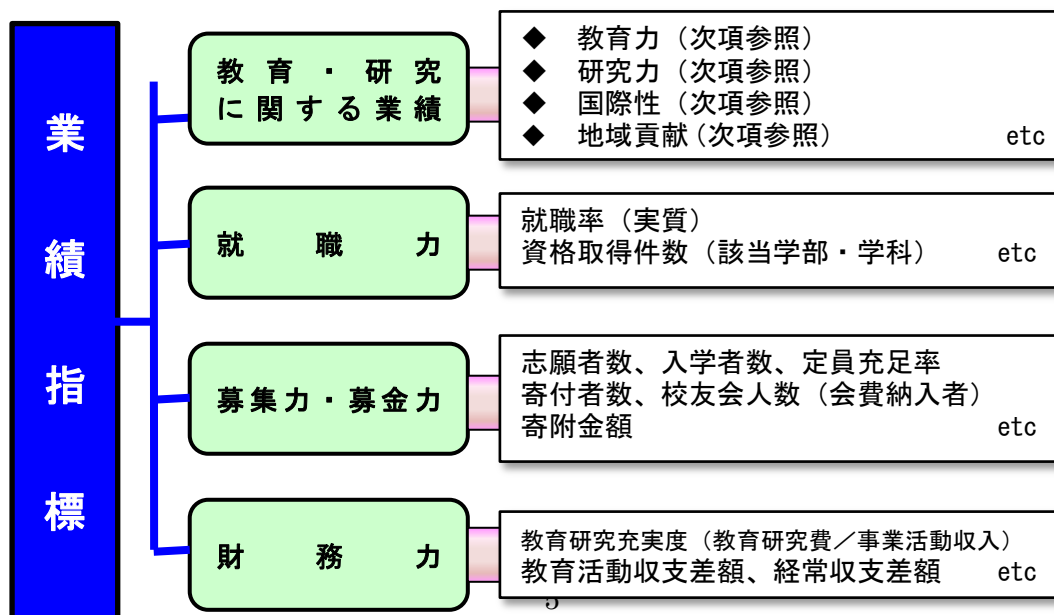 業績指標
教育・研究
に関する業績
◆ 教育力（次項参照）
◆ 研究力（次項参照）
◆ 国際性（次項参照）
◆ 地域貢献（次項参照） etc
就職力
就職率（実質）
資格取得件数（該当学部・学科） etc
募集力・募金力
志願者数、入学者数、定員充足率
寄付者数、校友会人数（会費納入者）
寄附金額 etc
財務力
教育研究充実度（教育研究費／事業活動収入）
教育活動収支差額、経常収支差額 etc
5